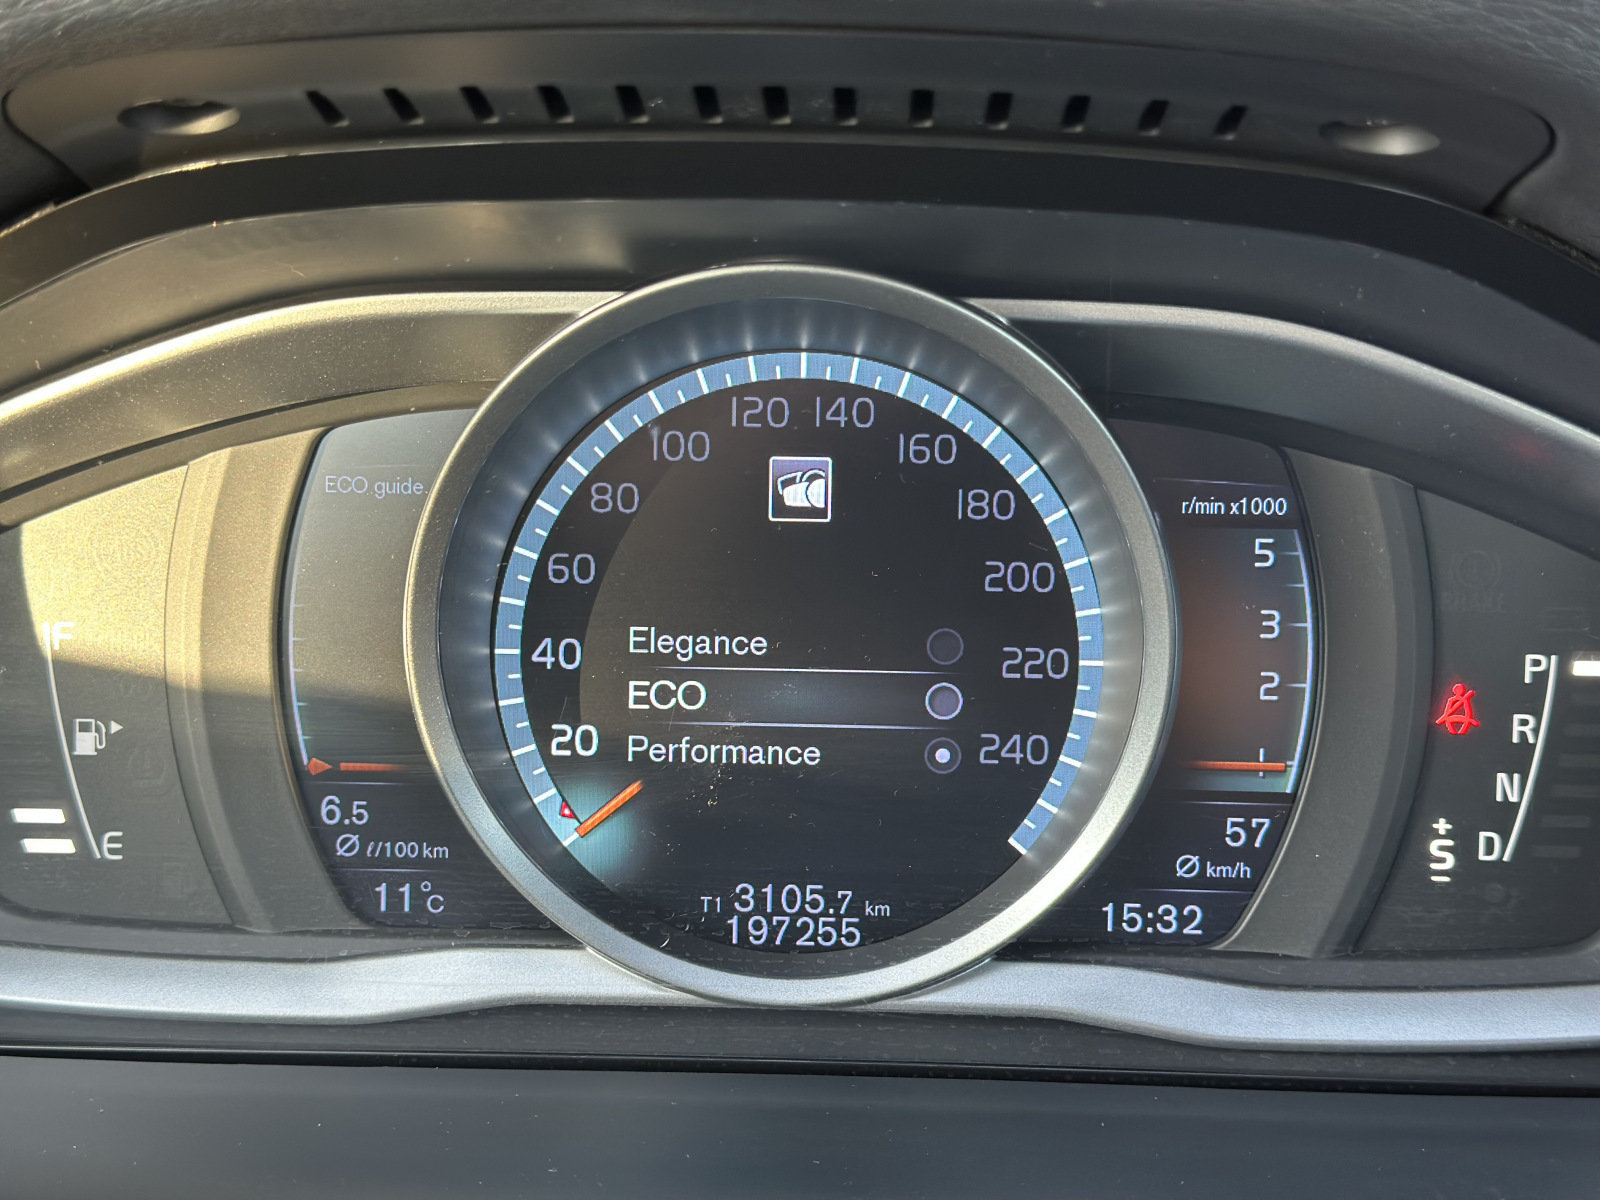 120 140
100
160
80
180
60
200
40
220
20
240
ECO guide
r/min x1000
5
3
2
1
Elegance
ECO
Performance
F
E
6.5
Ø ℓ/100 km
11°C
T1 3105.7 km
197255
57
Ø km/h
15:32
P
R
N
D
+
S
−